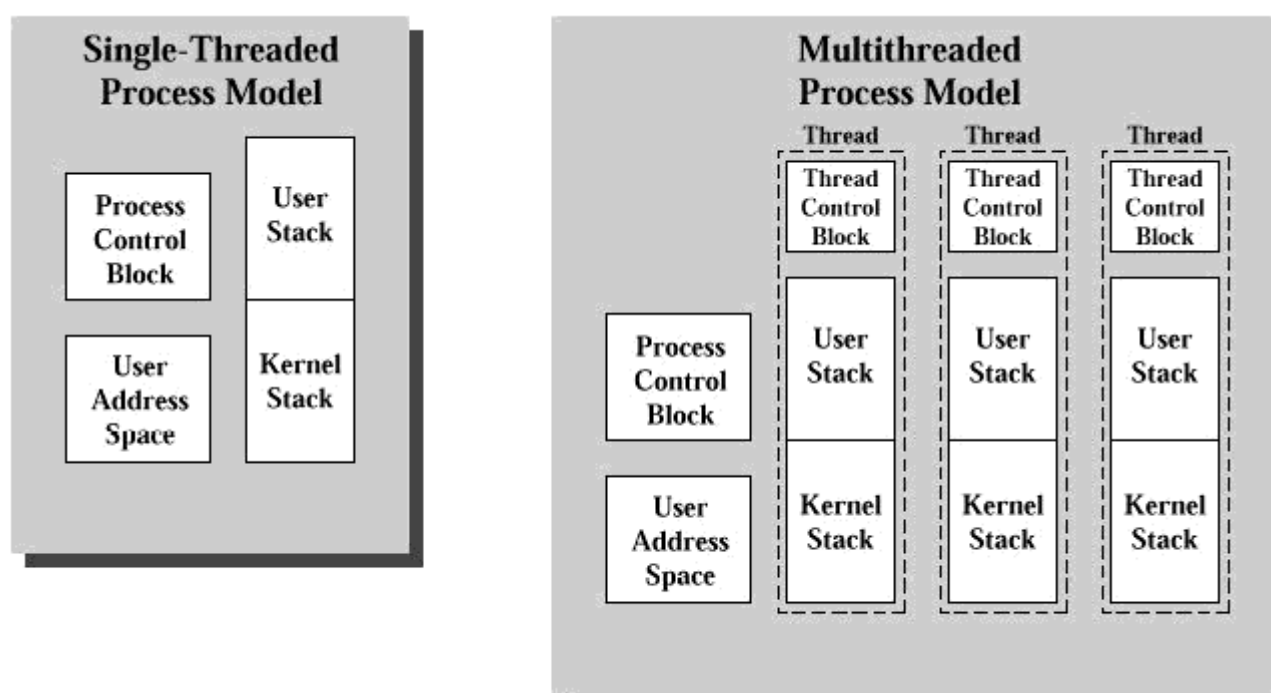 Single-Threaded
Process Model
Process
Control
Block
User
Stack
User
Address
Space
Kernel
Stack
Multithreaded
Process Model
Thread
Thread
Thread
Thread
Control
Block
Thread
Control
Block
Thread
Control
Block
Process
Control
Block
User
Stack
User
Stack
User
Stack
User
Address
Space
Kernel
Stack
Kernel
Stack
Kernel
Stack